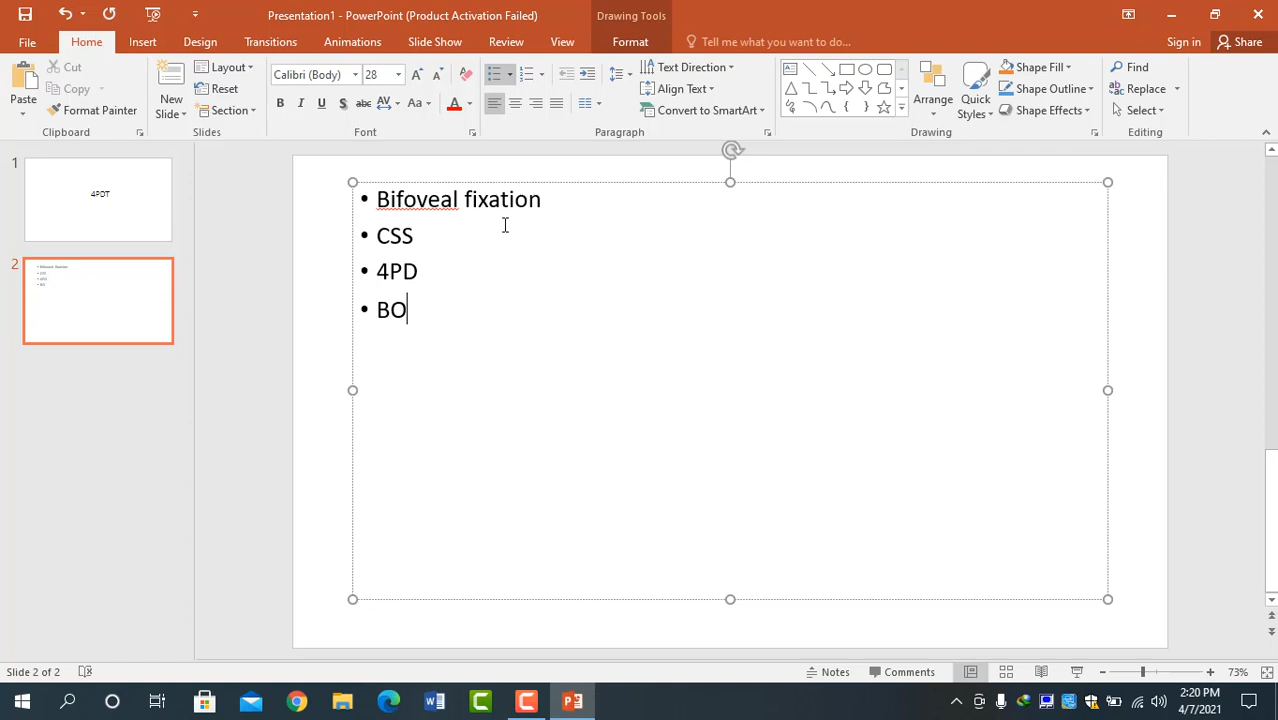 Presentation1 - PowerPoint (Product Activation Failed)
Drawing Tools
File
Home
Insert
Design
Transitions
Animations
Slide Show
Review
View
Format
Tell me what you want to do...
Sign in
Share
Paste
Cut
Copy
Format Painter
Clipboard
New
Slide
Layout
Reset
Section
Slides
Calibri (Body)
28
B I U S abc AV Aa A
Font
Paragraph
Text Direction
Align Text
Convert to SmartArt
Arrange
Quick
Styles
Shape Fill
Shape Outline
Shape Effects
Drawing
Find
Replace
Select
Editing
1
4PDT
2
• Bifoveal fixation
• CSS
• 4PD
• BO
Slide 2 of 2
Notes
Comments
73%
2:20 PM
4/7/2021